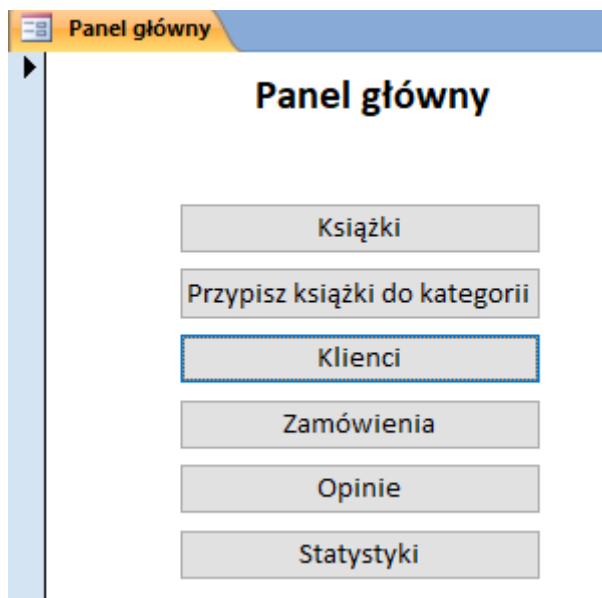 Panel główny
Panel główny
Książki
Przypisz książki do kategorii
Klienci
Zamówienia
Opinie
Statystyki